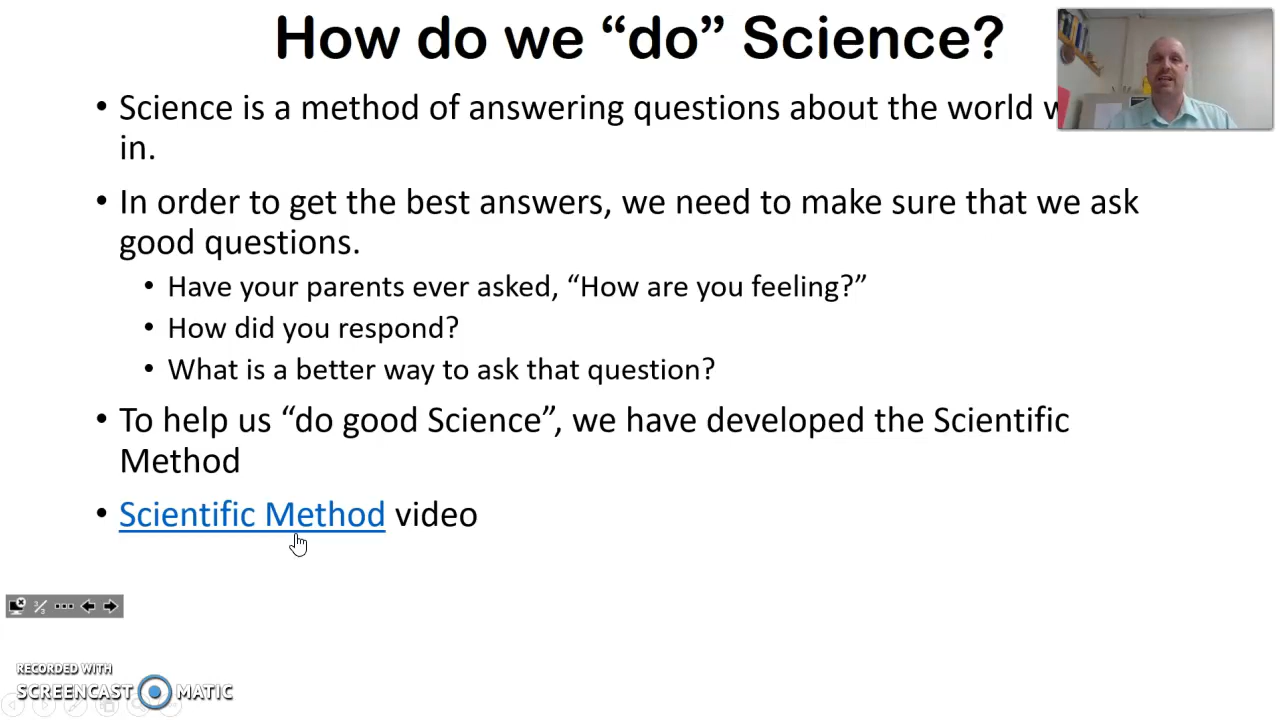 How do we “do” Science?
• Science is a method of answering questions about the world
in.
• In order to get the best answers, we need to make sure that we ask
good questions.
• Have your parents ever asked, “How are you feeling?”
• How did you respond?
• What is a better way to ask that question?
• To help us “do good Science”, we have developed the Scientific
Method
• Scientific Method video
RECORDED WITH
SCREENCAST MATIC